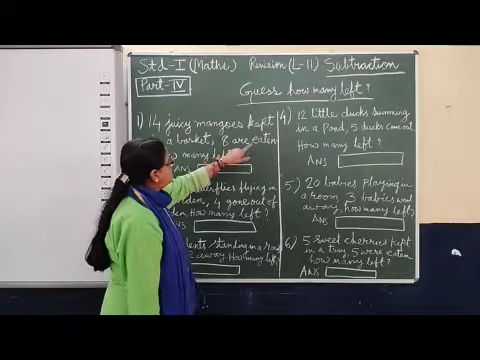 Std-I (Maths) Revision (L-11) Subtraction
Part-IV
Guess how many left?
1) 14 juicy mangoes kept
a basket, 8 are eaten
many left
ANS
flying in
4 gone out of
How many left?
standing in a row
2 away. How many left?
4) 12 little ducks swimming
in a Pond, 5 ducks come out
How many left?
ANS
5) 20 babies playing in
a room 3 babies went
away, how many left?
ANS
6) 5 sweet cherries kept
in a tray, 5 were eaten
how many left?
ANS